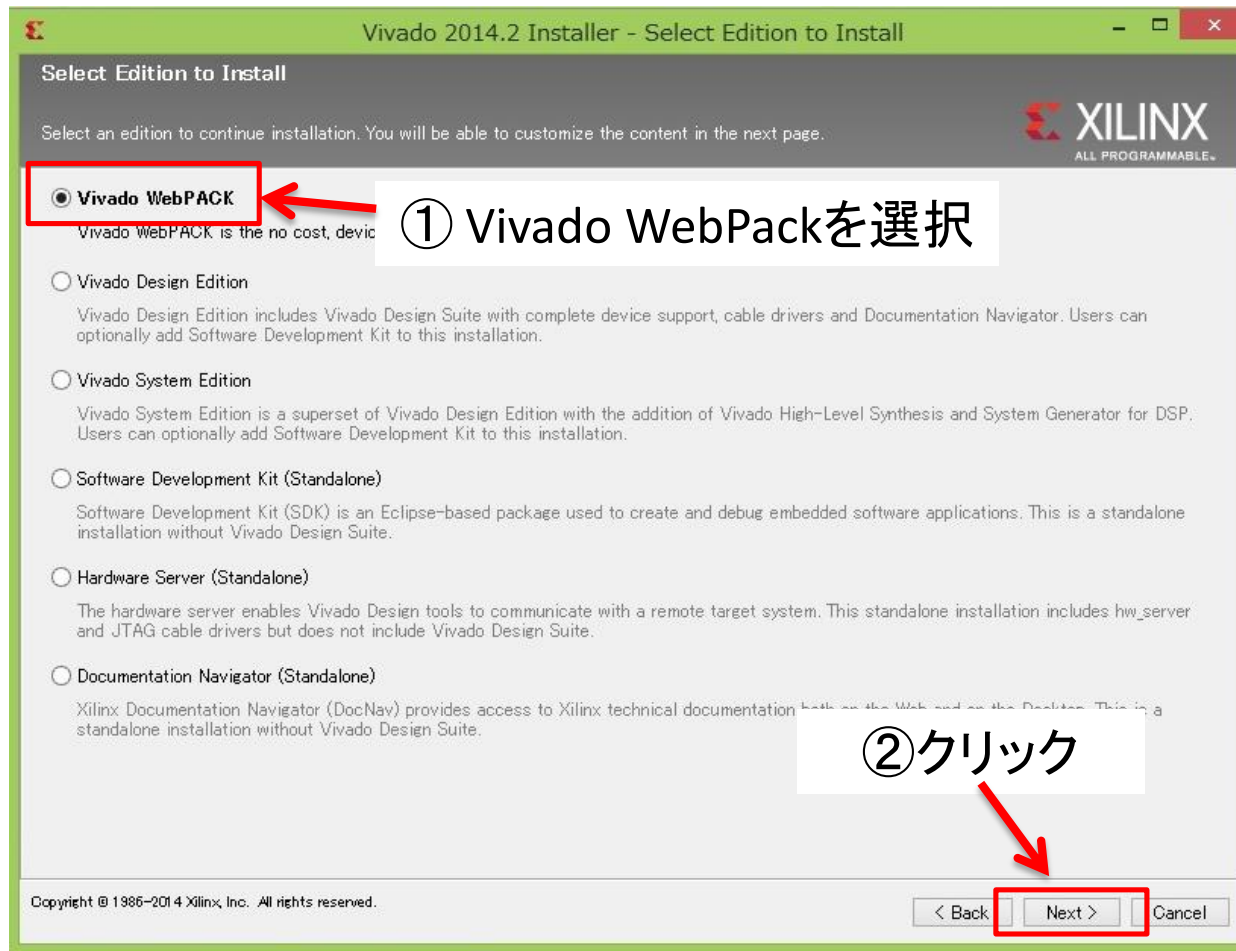 Vivado 2014.2 Installer - Select Edition to Install
Select Edition to Install
Select an edition to continue installation. You will be able to customize the content in the next page.
XILINX
ALL PROGRAMMABLE.
Vivado WebPACK
① Vivado WebPackを選択
Vivado WebPACK is the no cost,
Vivado Design Edition
Vivado Design Edition includes Vivado Design Suite with complete device support, cable drivers and Documentation Navigator. Users can
optionally add Software Development Kit to this installation.
Vivado System Edition
Vivado System Edition is a superset of Vivado Design Edition with the addition of Vivado High-Level Synthesis and System Generator for DSP.
Users can optionally add Software Development Kit to this installation.
Software Development Kit (Standalone)
Software Development Kit (SDK) is an Eclipse-based package used to create and debug embedded software applications. This is a standalone
installation without Vivado Design Suite.
Hardware Server (Standalone)
The hardware server enables Vivado Design tools to communicate with a remote target system. This standalone installation includes hw_server
and JTAG cable drivers but does not include Vivado Design Suite.
Documentation Navigator (Standalone)
Xilinx Documentation Navigator (DocNav) provides access to Xilinx technical documentation both on the Web and on the Desktop. This is a
standalone installation without Vivado Design Suite.
②クリック
Copyright © 1986-2014 Xilinx, Inc. All rights reserved.
< Back
Next >
Cancel